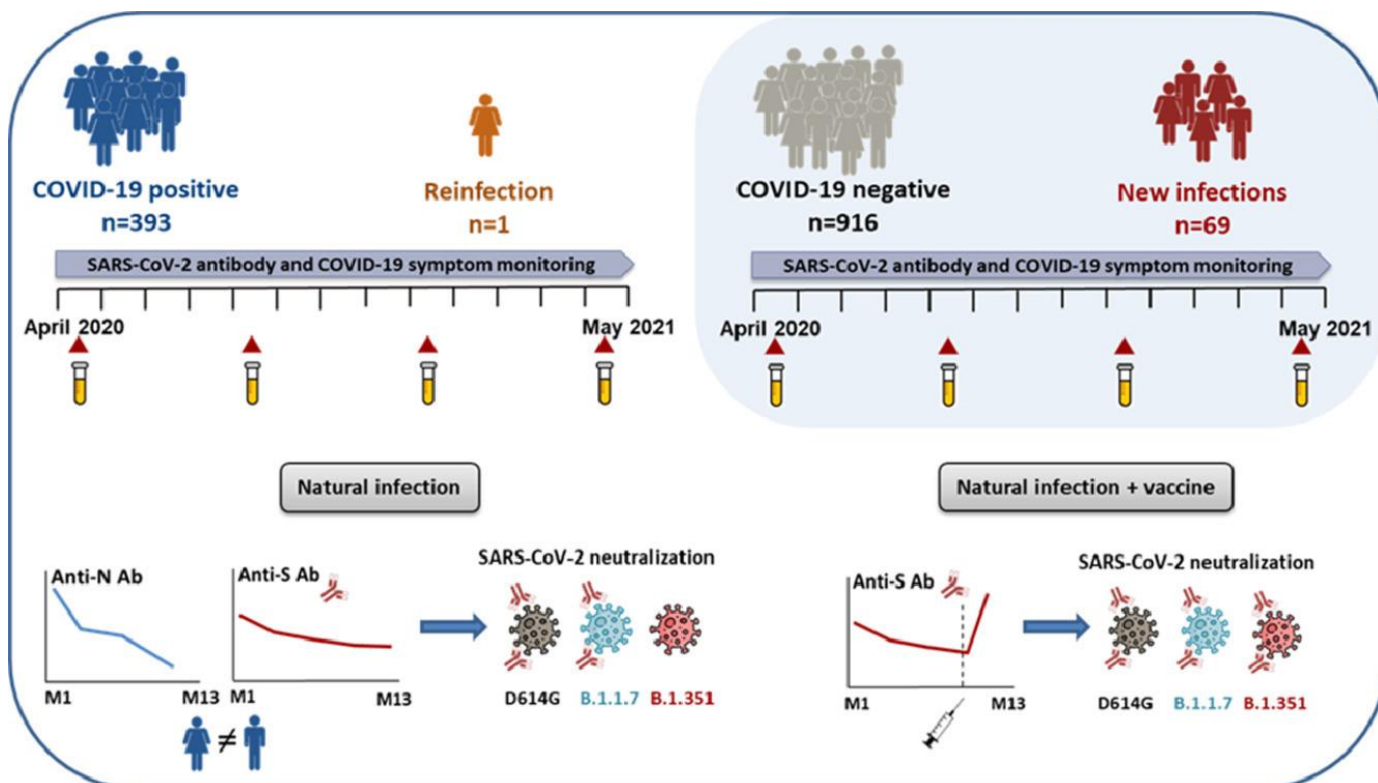 COVID-19 positive
n=393
Reinfection
n=1
SARS-CoV-2 antibody and COVID-19 symptom monitoring
April 2020
May 2021
COVID-19 negative
n=916
New infections
n=69
SARS-CoV-2 antibody and COVID-19 symptom monitoring
April 2020
May 2021
Natural infection
Anti-N Ab
M1
M13
≠
Anti-S Ab
M1
M13
SARS-CoV-2 neutralization
D614G
B.1.1.7
B.1.351
Natural infection + vaccine
Anti-S Ab
M1
M13
SARS-CoV-2 neutralization
D614G
B.1.1.7
B.1.351